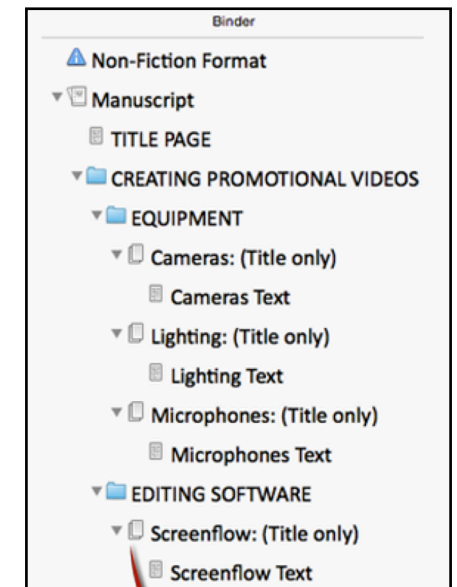 Binder
Non-Fiction Format
Manuscript
TITLE PAGE
CREATING PROMOTIONAL VIDEOS
EQUIPMENT
Cameras: (Title only)
Cameras Text
Lighting: (Title only)
Lighting Text
Microphones: (Title only)
Microphones Text
EDITING SOFTWARE
Screenflow: (Title only)
Screenflow Text